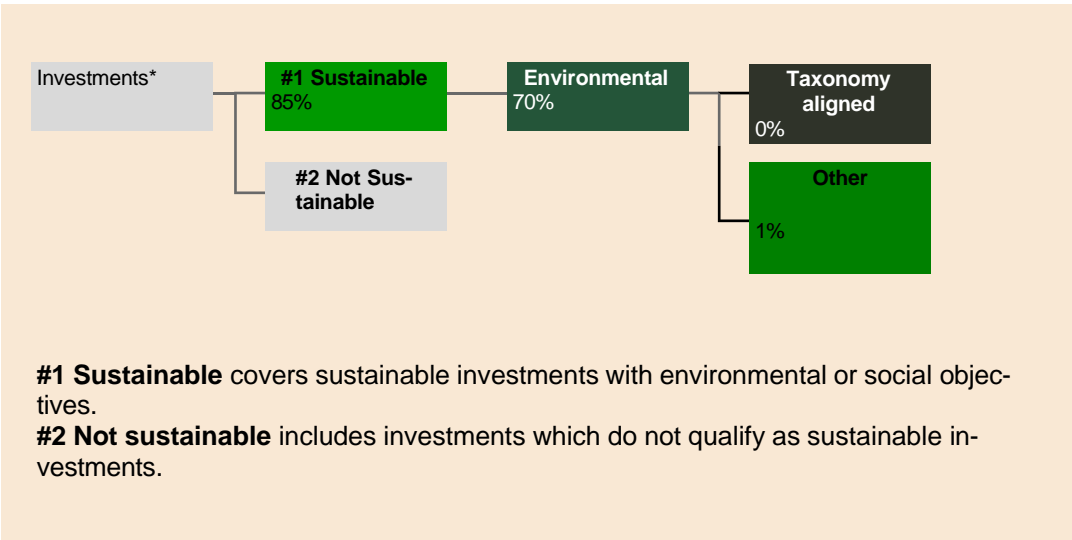 Investments*
#1 Sustainable
85%
Environmental
70%
Taxonomy
aligned
0%
#2 Not Sus-
tainable
Other
1%
#1 Sustainable covers sustainable investments with environmental or social objec-
tives.
#2 Not sustainable includes investments which do not qualify as sustainable in-
vestments.